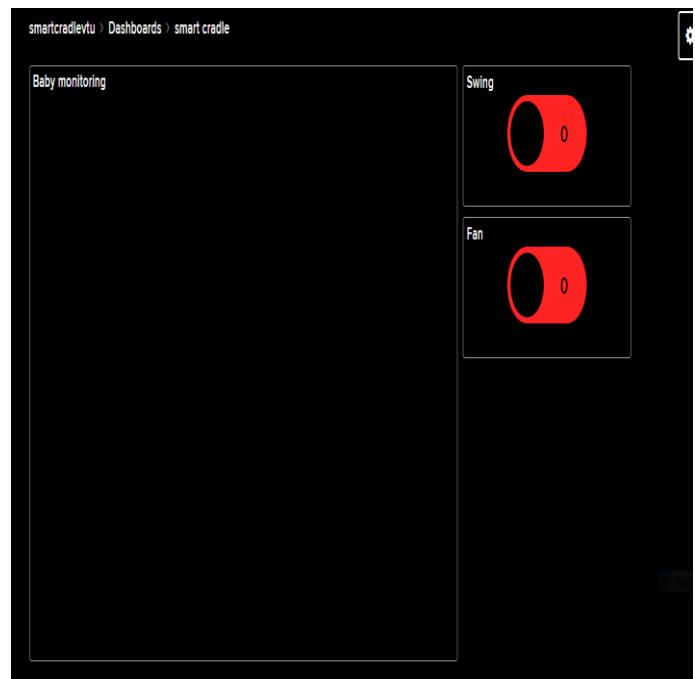 smartcradlevtu > Dashboards > smart cradle
Baby monitoring
Swing
0
Fan
0